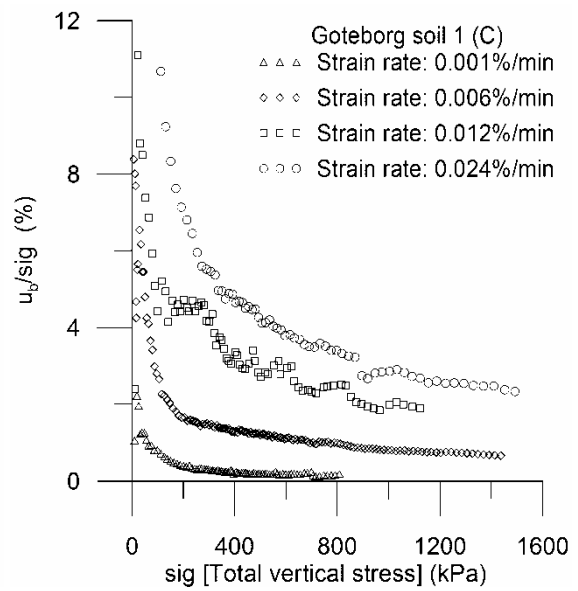 12
Goteborg soil 1 (C)
Strain rate: 0.001%/min
Strain rate: 0.006%/min
Strain rate: 0.012%/min
Strain rate: 0.024%/min
8
u_b/sig (%)
4
0
0 400 800 1200 1600
sig [Total vertical stress] (kPa)